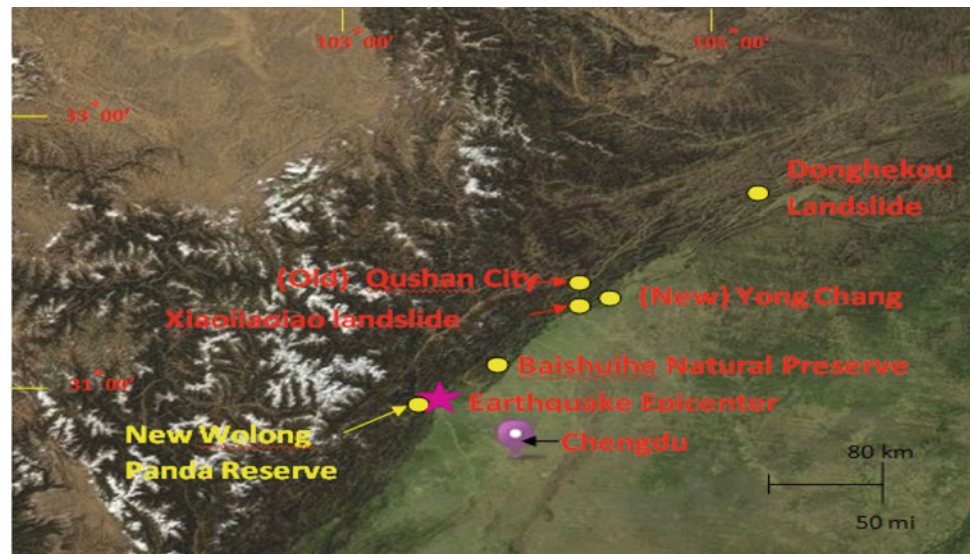 103°00'
105°00'
33°00'
Donghekou
Landslide
(Old) Qushan City
(New) Yong Chang
Xiaojiaqiao landslide
Baishuihe Natural Preserve
31°00'
Earthquake Epicenter
New Wolong
Panda Reserve
Chengdu
80 km
50 mi